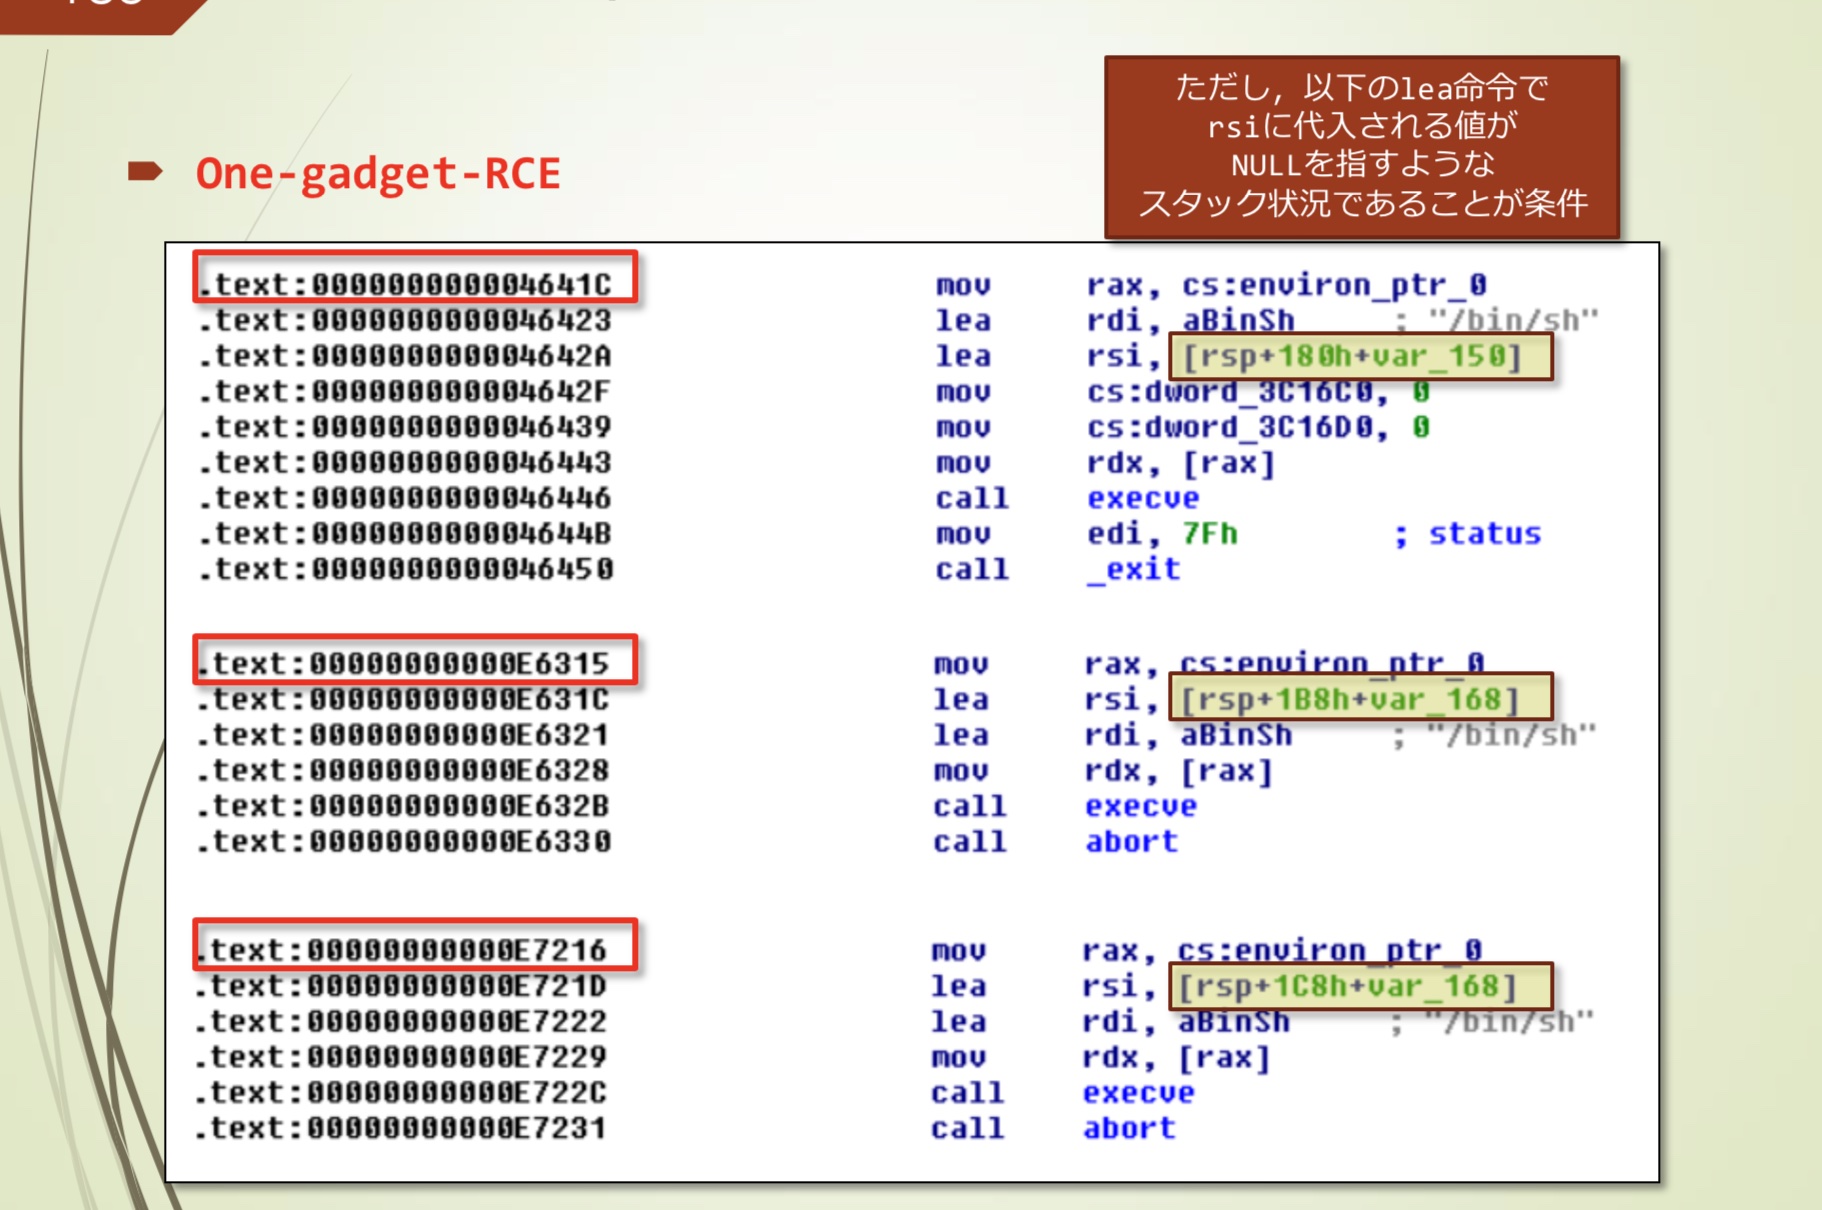 ただし, 以下のlea命令で
rsiに代入される値が
NULLを指すような
スタック状況であることが条件
One-gadget-RCE
.text:000000000004641C mov rax, cs:environ_ptr_0
.text:0000000000046423 lea rdi, aBinSh ; "/bin/sh"
.text:000000000004642A lea rsi, [rsp+180h+var_150]
.text:000000000004642F mov cs:dword_3C16C0, 0
.text:0000000000046439 mov cs:dword_3C16D0, 0
.text:0000000000046443 mov rdx, [rax]
.text:0000000000046446 call execve
.text:000000000004644B mov edi, 7Fh ; status
.text:0000000000046450 call _exit
.text:00000000000E6315 mov rax, cs:environ_ptr_0
.text:00000000000E631C lea rsi, [rsp+1B8h+var_168]
.text:00000000000E6321 lea rdi, aBinSh ; "/bin/sh"
.text:00000000000E6328 mov rdx, [rax]
.text:00000000000E632B call execve
.text:00000000000E6330 call abort
.text:00000000000E7216 mov rax, cs:environ_ptr_0
.text:00000000000E721D lea rsi, [rsp+1C8h+var_168]
.text:00000000000E7222 lea rdi, aBinSh ; "/bin/sh"
.text:00000000000E7229 mov rdx, [rax]
.text:00000000000E722C call execve
.text:00000000000E7231 call abort